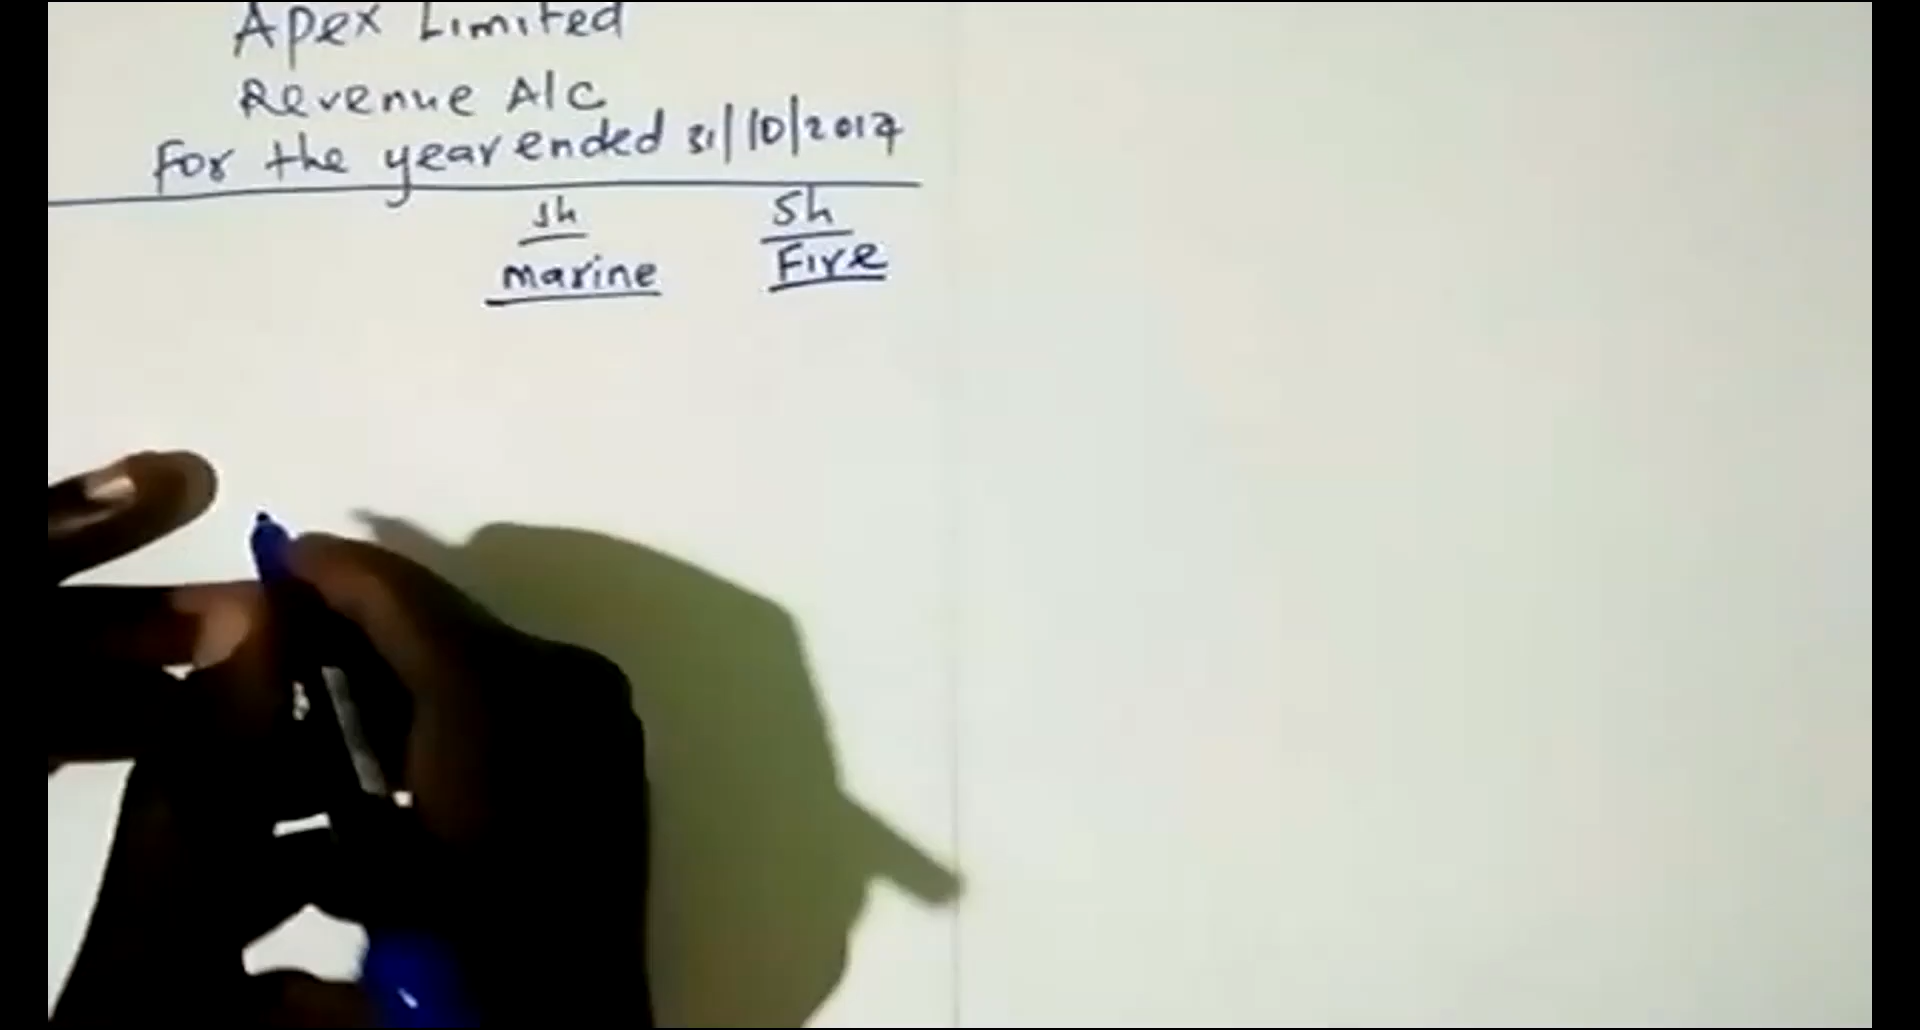 Apex Limited
Revenue A/C
For the year ended 31/10/2017
sh Sh
marine Fire